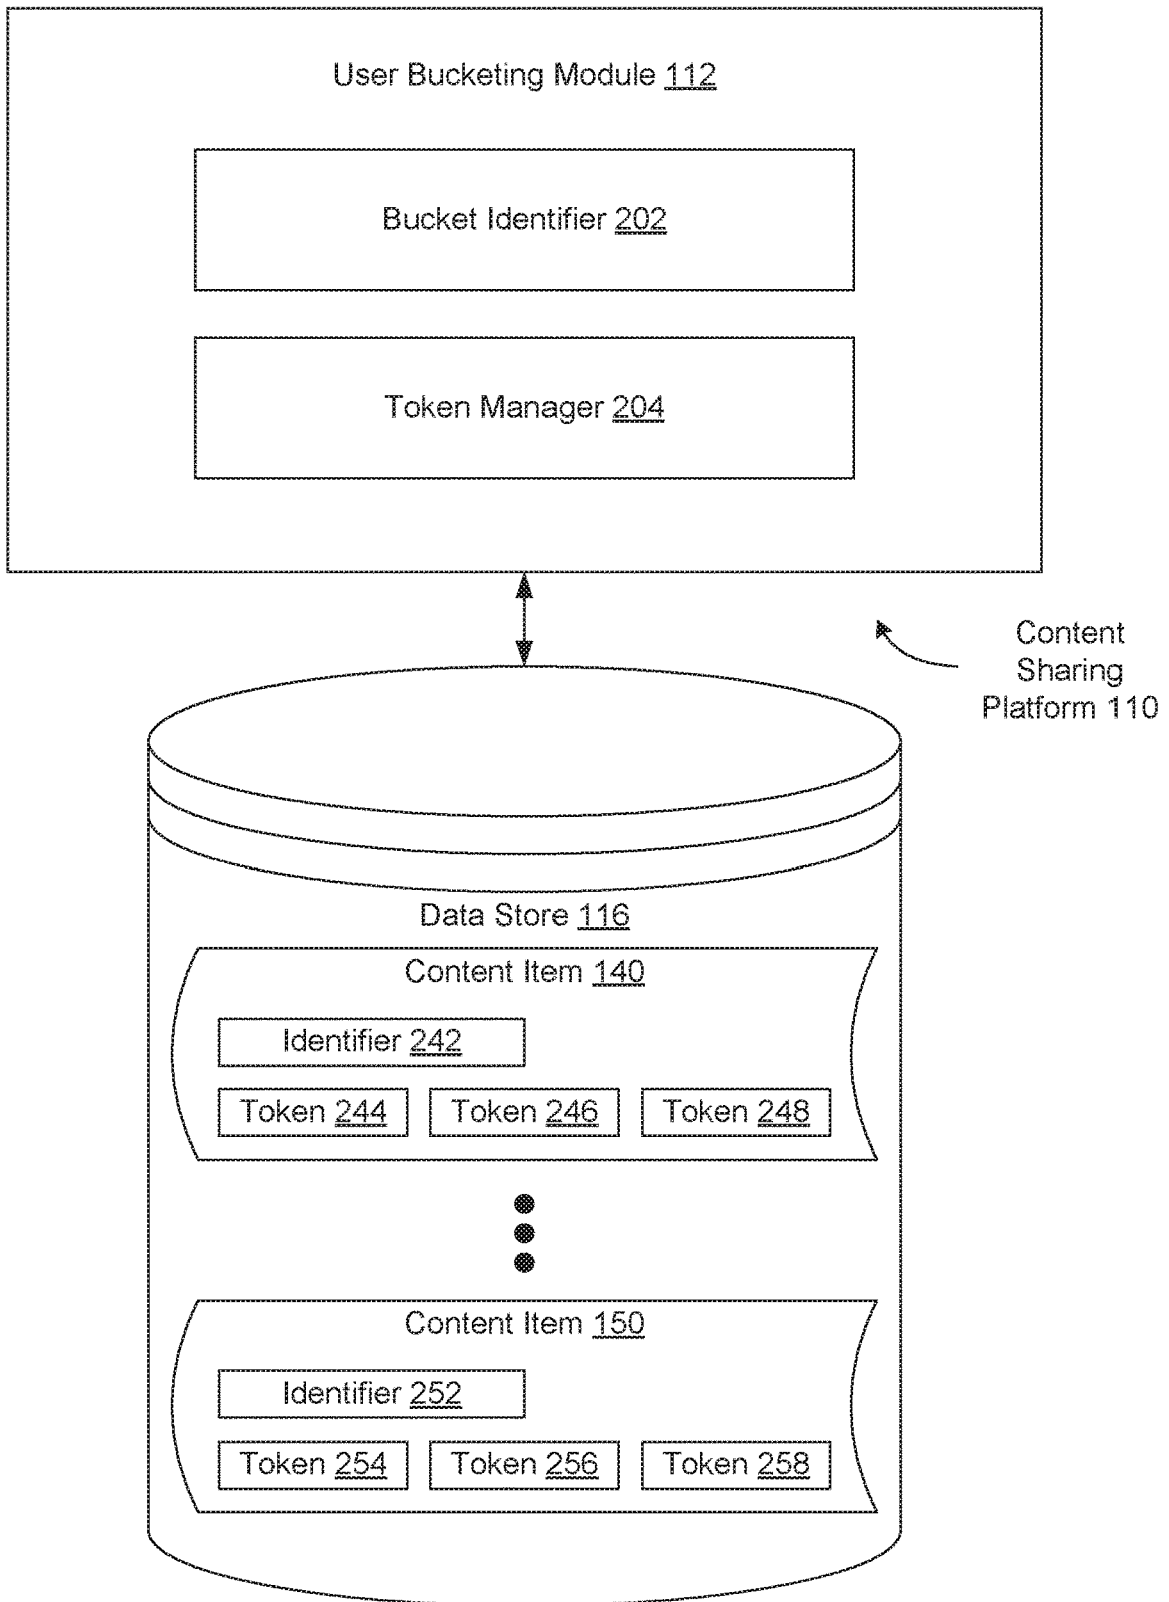 User Bucketing Module 112
Bucket Identifier 202
Token Manager 204
Content
Sharing
Platform 110
Data Store 116
Content Item 140
Identifier 242
Token 244 Token 246 Token 248
Content Item 150
Identifier 252
Token 254 Token 256 Token 258